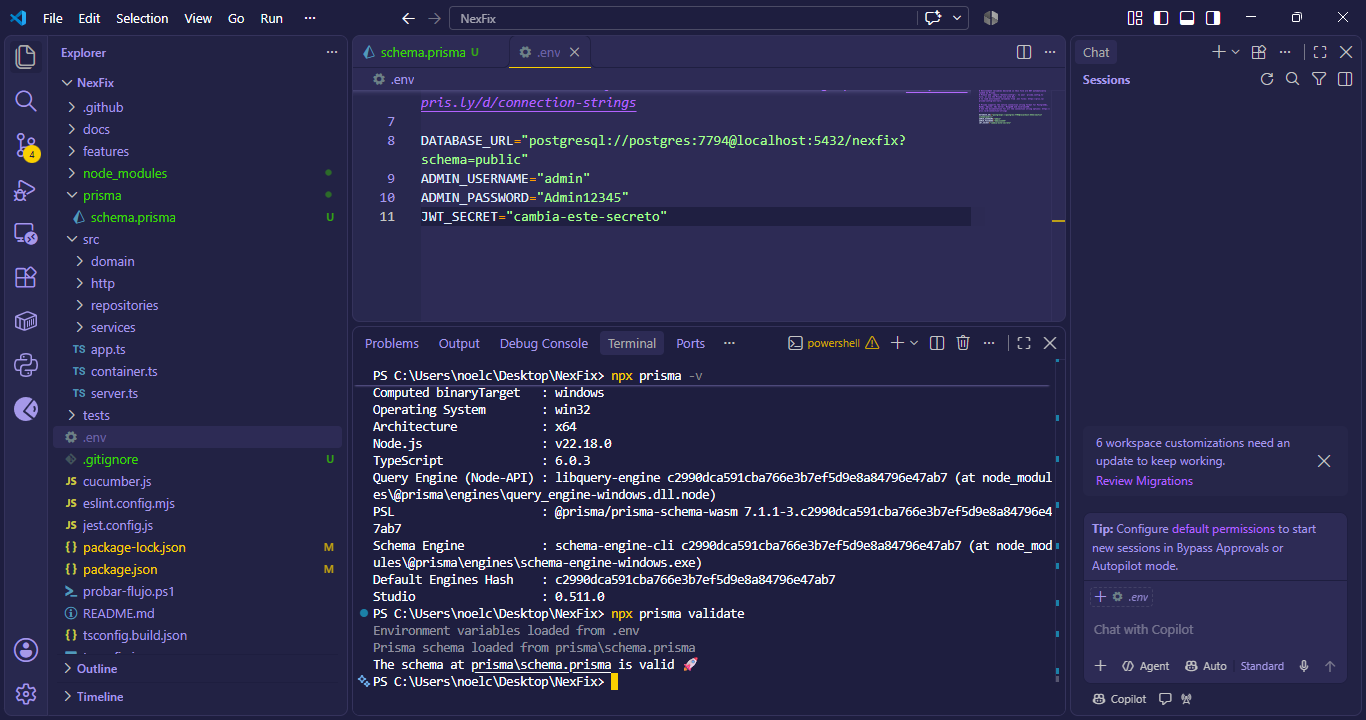 File Edit Selection View Go Run ···
NexFix
Explorer ···
NexFix
.github
docs
features
node_modules
prisma
schema.prisma U
src
domain
http
repositories
services
TS app.ts
TS container.ts
TS server.ts
tests
.env
.gitignore U
JS cucumber.js
JS eslint.config.mjs
JS jest.config.js
{} package-lock.json M
{} package.json M
probar-flujo.ps1
README.md
{} tsconfig.build.json
Outline
Timeline
4
schema.prisma U
.env
.env
pris.ly/d/connection-strings
7
8 DATABASE_URL="postgresql://postgres:7794@localhost:5432/nexfix?
schema=public"
9 ADMIN_USERNAME="admin"
10 ADMIN_PASSWORD="Admin12345"
11 JWT_SECRET="cambia-este-secreto"
Problems Output Debug Console Terminal Ports ··· powershell
PS C:\Users\noelc\Desktop\NexFix> npx prisma -v
Computed binaryTarget : windows
Operating System : win32
Architecture : x64
Node.js : v22.18.0
TypeScript : 6.0.3
Query Engine (Node-API) : libquery-engine c2990dca591cba766e3b7ef5d9e8a84796e47ab7 (at node_modul
es\@prisma\engines\query_engine-windows.dll.node)
PSL : @prisma/prisma-schema-wasm 7.1.1-3.c2990dca591cba766e3b7ef5d9e8a84796e4
7ab7
Schema Engine : schema-engine-cli c2990dca591cba766e3b7ef5d9e8a84796e47ab7 (at node_mod
ules\@prisma\engines\schema-engine-windows.exe)
Default Engines Hash : c2990dca591cba766e3b7ef5d9e8a84796e47ab7
Studio : 0.511.0
PS C:\Users\noelc\Desktop\NexFix> npx prisma validate
Environment variables loaded from .env
Prisma schema loaded from prisma\schema.prisma
The schema at prisma\schema.prisma is valid 🚀
PS C:\Users\noelc\Desktop\NexFix>
Chat
Sessions
6 workspace customizations need an
update to keep working.
Review Migrations
Tip: Configure default permissions to start
new sessions in Bypass Approvals or
Autopilot mode.
.env
Chat with Copilot
Agent Auto Standard
Copilot